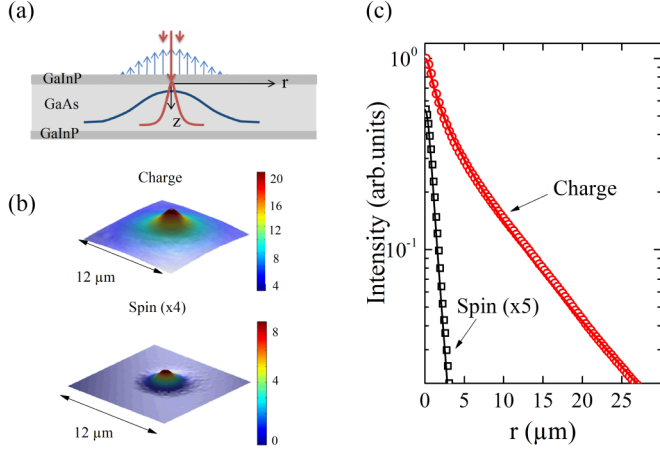 (a)
GaInP
r
GaAs
z
GaInP
(b)
Charge
20
16
12
8
4
12 µm
Spin (x4)
8
4
0
12 µm
(c)
Intensity (arb.units)
10⁰
10⁻¹
Charge
Spin (x5)
0 5 10 15 20 25
r (µm)